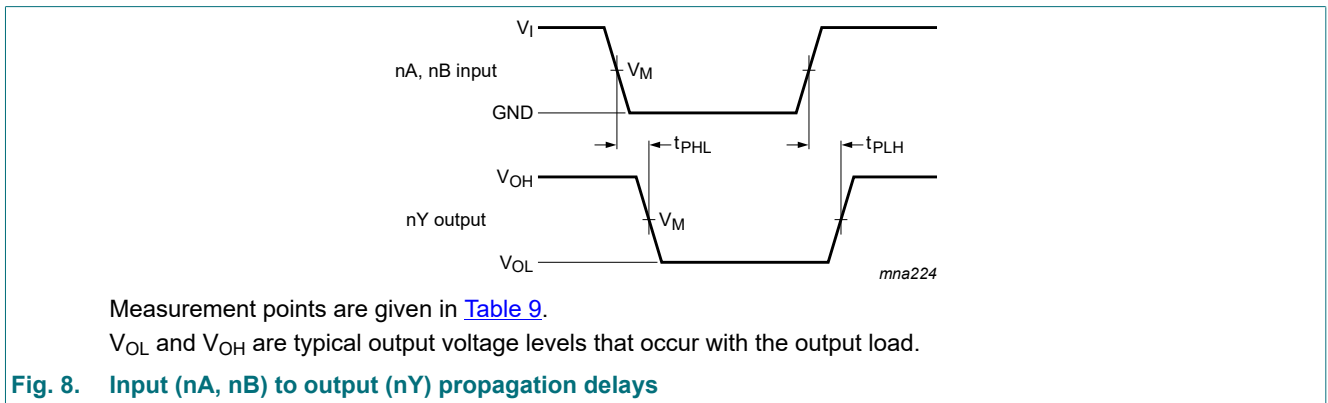 VI
nA, nB input
VM
GND
tPHL
tPLH
VOH
nY output
VM
VOL
mna224
Measurement points are given in Table 9.
VOL and VOH are typical output voltage levels that occur with the output load.
Fig. 8. Input (nA, nB) to output (nY) propagation delays